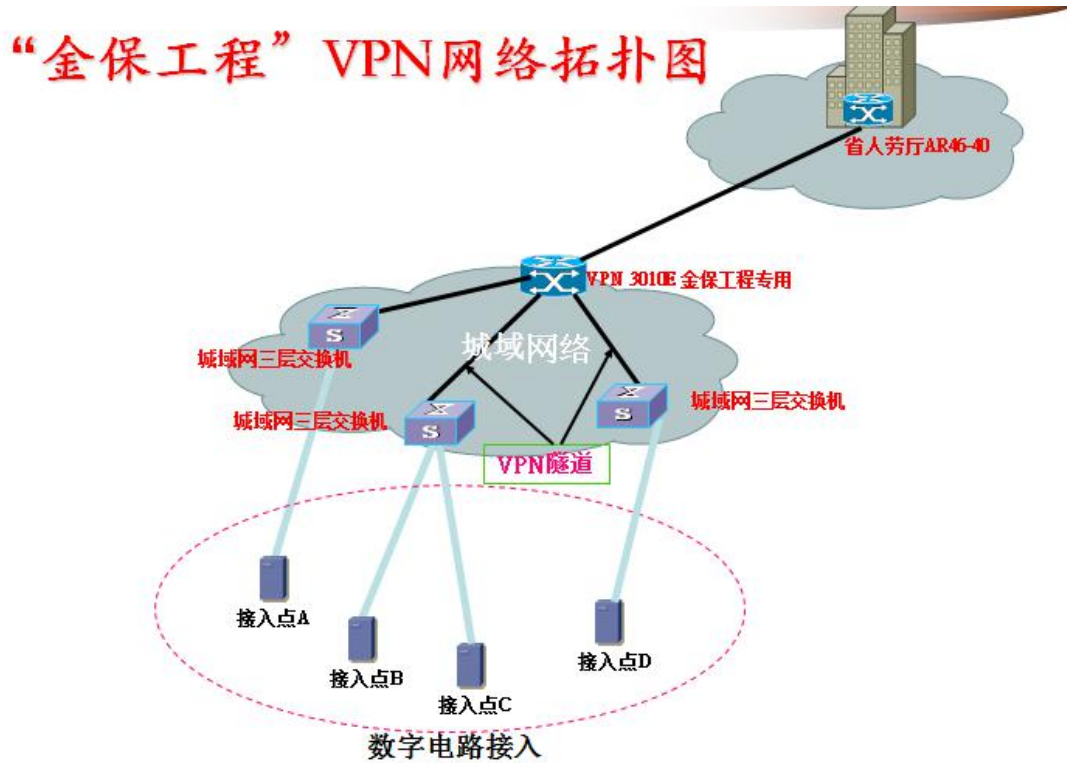 “金保工程”VPN网络拓扑图
省人劳厅AR46-40
VPN 3010E 金保工程专用
城域网络
城域网三层交换机
城域网三层交换机
城域网三层交换机
S
S
S
VPN隧道
接入点A
接入点B
接入点C
接入点D
数字电路接入